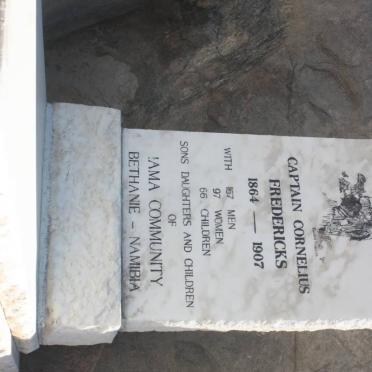 CAPTAIN CORNELIUS
FREDERICKS
1864 — 1907
WITH 167 MEN
97 WOMEN
66 CHILDREN
SONS DAUGHTERS AND CHILDREN
OF
!AMA COMMUNITY
BETHANIE - NAMIBIA